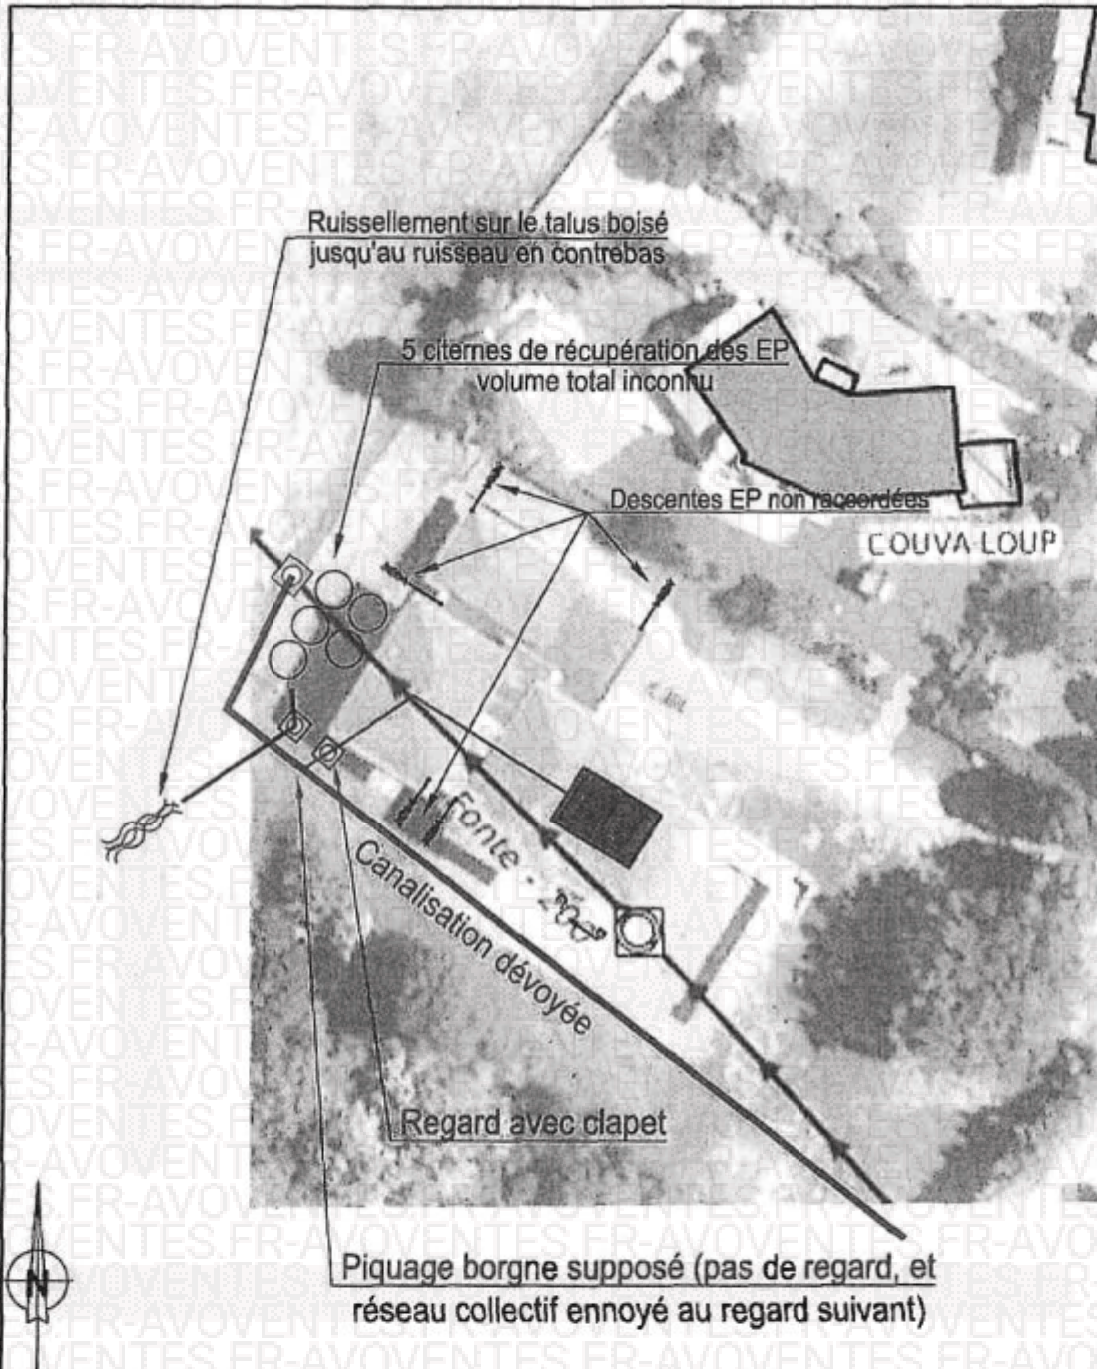 Ruissellement sur le talus boisé
jusqu'au ruisseau en contrebas
5 citernes de récupération des EP
volume total inconnu
Descentes EP non raccordées
COUVA LOUP
Fonte - 200
Canalisation dévoyée
Regard avec clapet
Piquage borgne supposé (pas de regard, et
réseau collectif ennoyé au regard suivant)
N